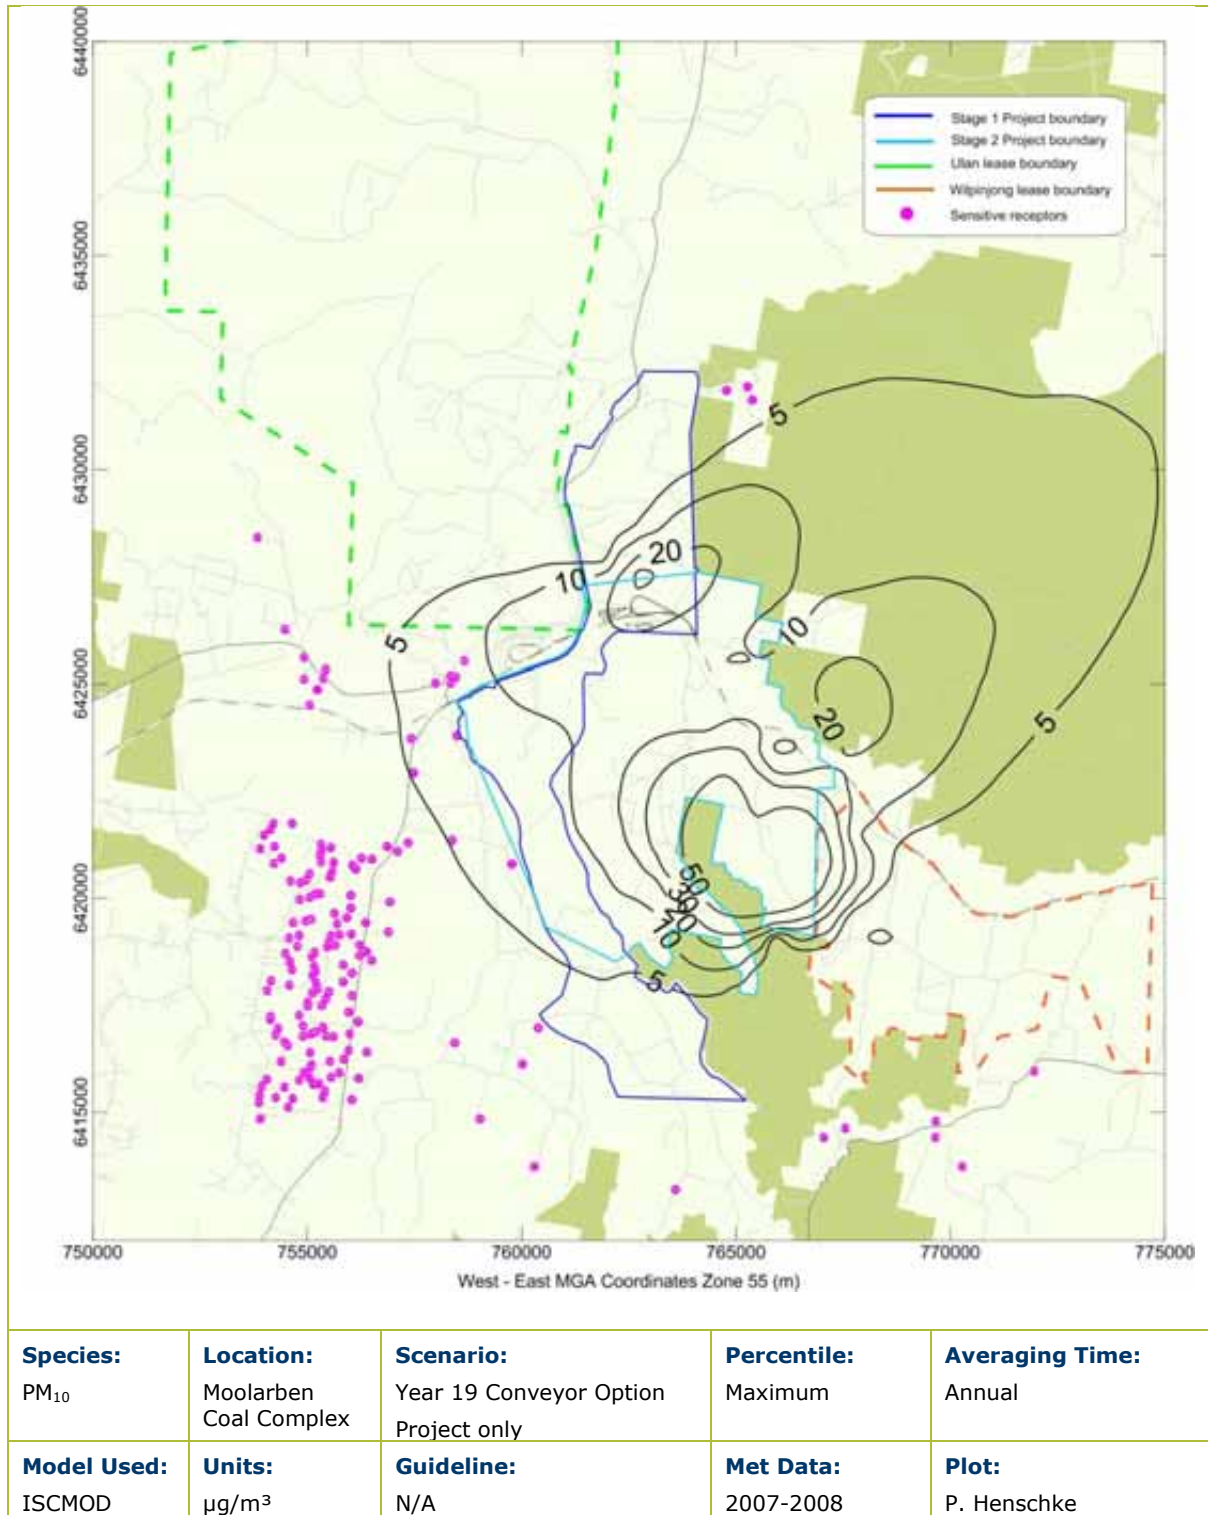 6440000
6435000
6430000
6425000
6420000
6415000
Stage 1 Project boundary
Stage 2 Project boundary
Ulan lease boundary
Wilpinjong lease boundary
Sensitive receptors
5
20
10
5
10
20
5
50
10
5
750000 755000 760000 765000 770000 775000
West - East MGA Coordinates Zone 55 (m)
Species: Location: Scenario: Percentile: Averaging Time:
PM₁₀ Moolarben Year 19 Conveyor Option Maximum Annual
Coal Complex Project only
Model Used: Units: Guideline: Met Data: Plot:
ISCMOD µg/m³ N/A 2007-2008 P. Henschke